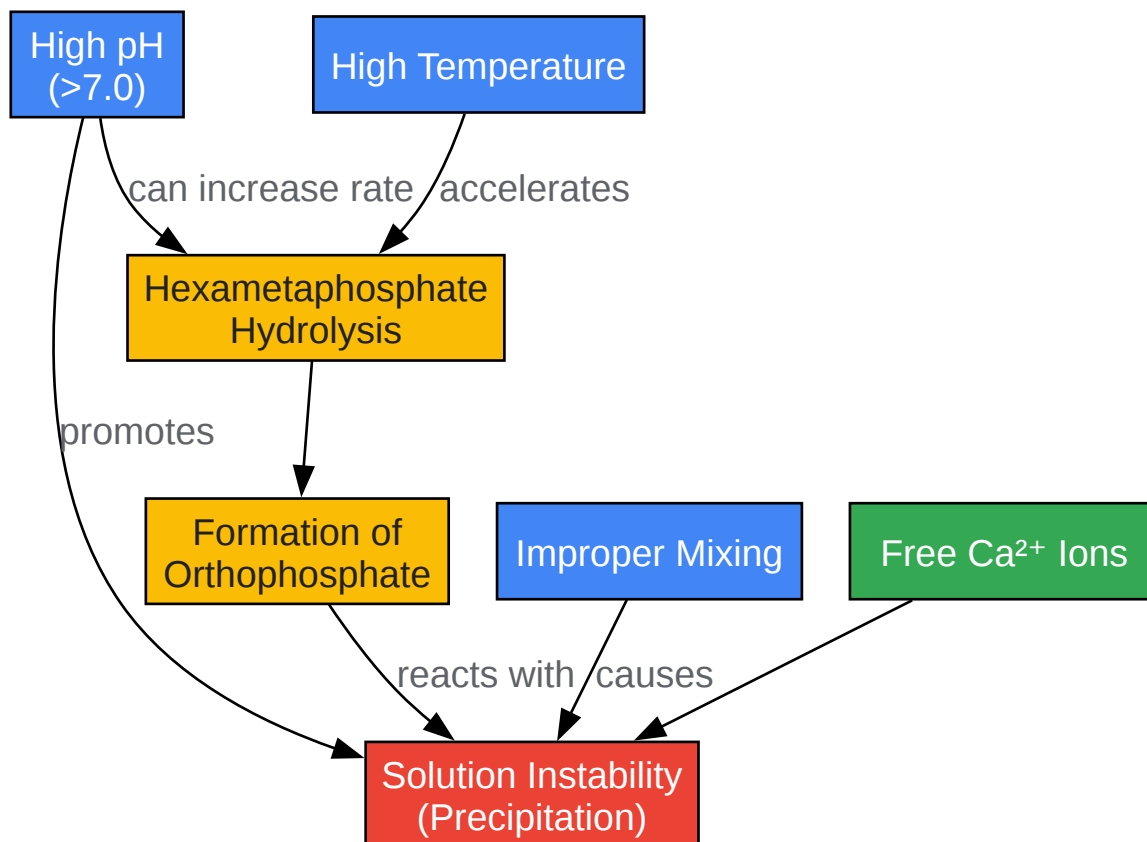 High pH
(>7.0)
High Temperature
can increase rate
accelerates
Hexametaphosphate
Hydrolysis
promotes
Formation of
Orthophosphate
Improper Mixing
Free Ca²⁺ Ions
reacts with
causes
Solution Instability
(Precipitation)